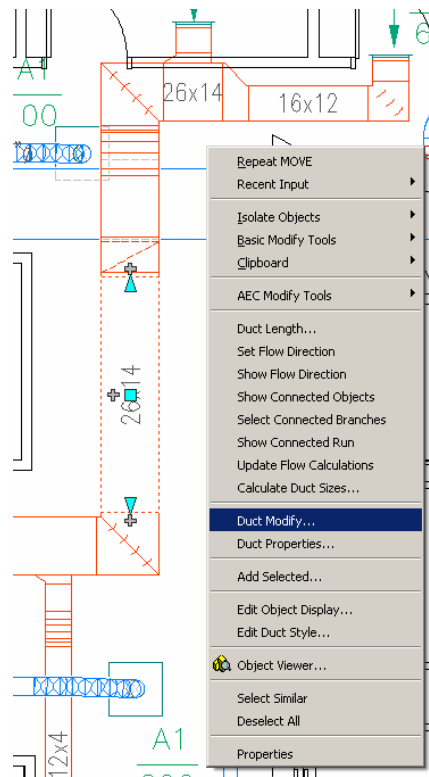 A1
00
26x14
16x12
6
Repeat MOVE
Recent Input
Isolate Objects
Basic Modify Tools
Clipboard
AEC Modify Tools
Duct Length...
Set Flow Direction
Show Flow Direction
Show Connected Objects
Select Connected Branches
Show Connected Run
Update Flow Calculations
Calculate Duct Sizes...
26x14
Duct Modify...
Duct Properties...
Add Selected...
Edit Object Display...
Edit Duct Style...
Object Viewer...
Select Similar
Deselect All
Properties
12x4
A1